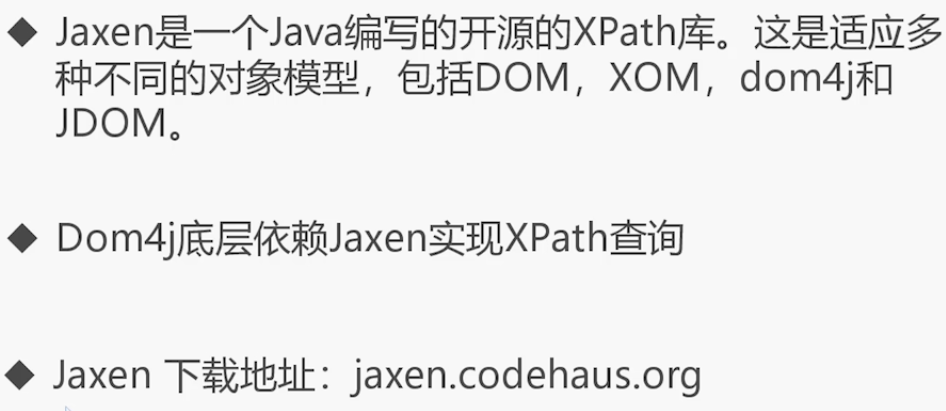 ◆ Jaxen是一个Java编写的开源的XPath库。这是适应多
种不同的对象模型，包括DOM，XOM，dom4j和
JDOM。
◆ Dom4j底层依赖Jaxen实现XPath查询
◆ Jaxen 下载地址：jaxen.codehaus.org